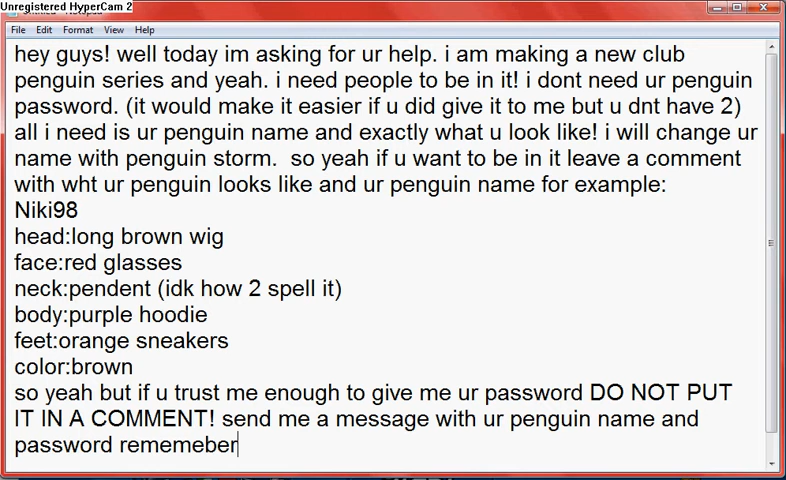 Unregistered HyperCam 2
File Edit Format View Help
hey guys! well today im asking for ur help. i am making a new club
penguin series and yeah. i need people to be in it! i dont need ur penguin
password. (it would make it easier if u did give it to me but u dnt have 2)
all i need is ur penguin name and exactly what u look like! i will change ur
name with penguin storm.  so yeah if u want to be in it leave a comment
with wht ur penguin looks like and ur penguin name for example:
Niki98
head:long brown wig
face:red glasses
neck:pendent (idk how 2 spell it)
body:purple hoodie
feet:orange sneakers
color:brown
so yeah but if u trust me enough to give me ur password DO NOT PUT
IT IN A COMMENT! send me a message with ur penguin name and
password rememeber